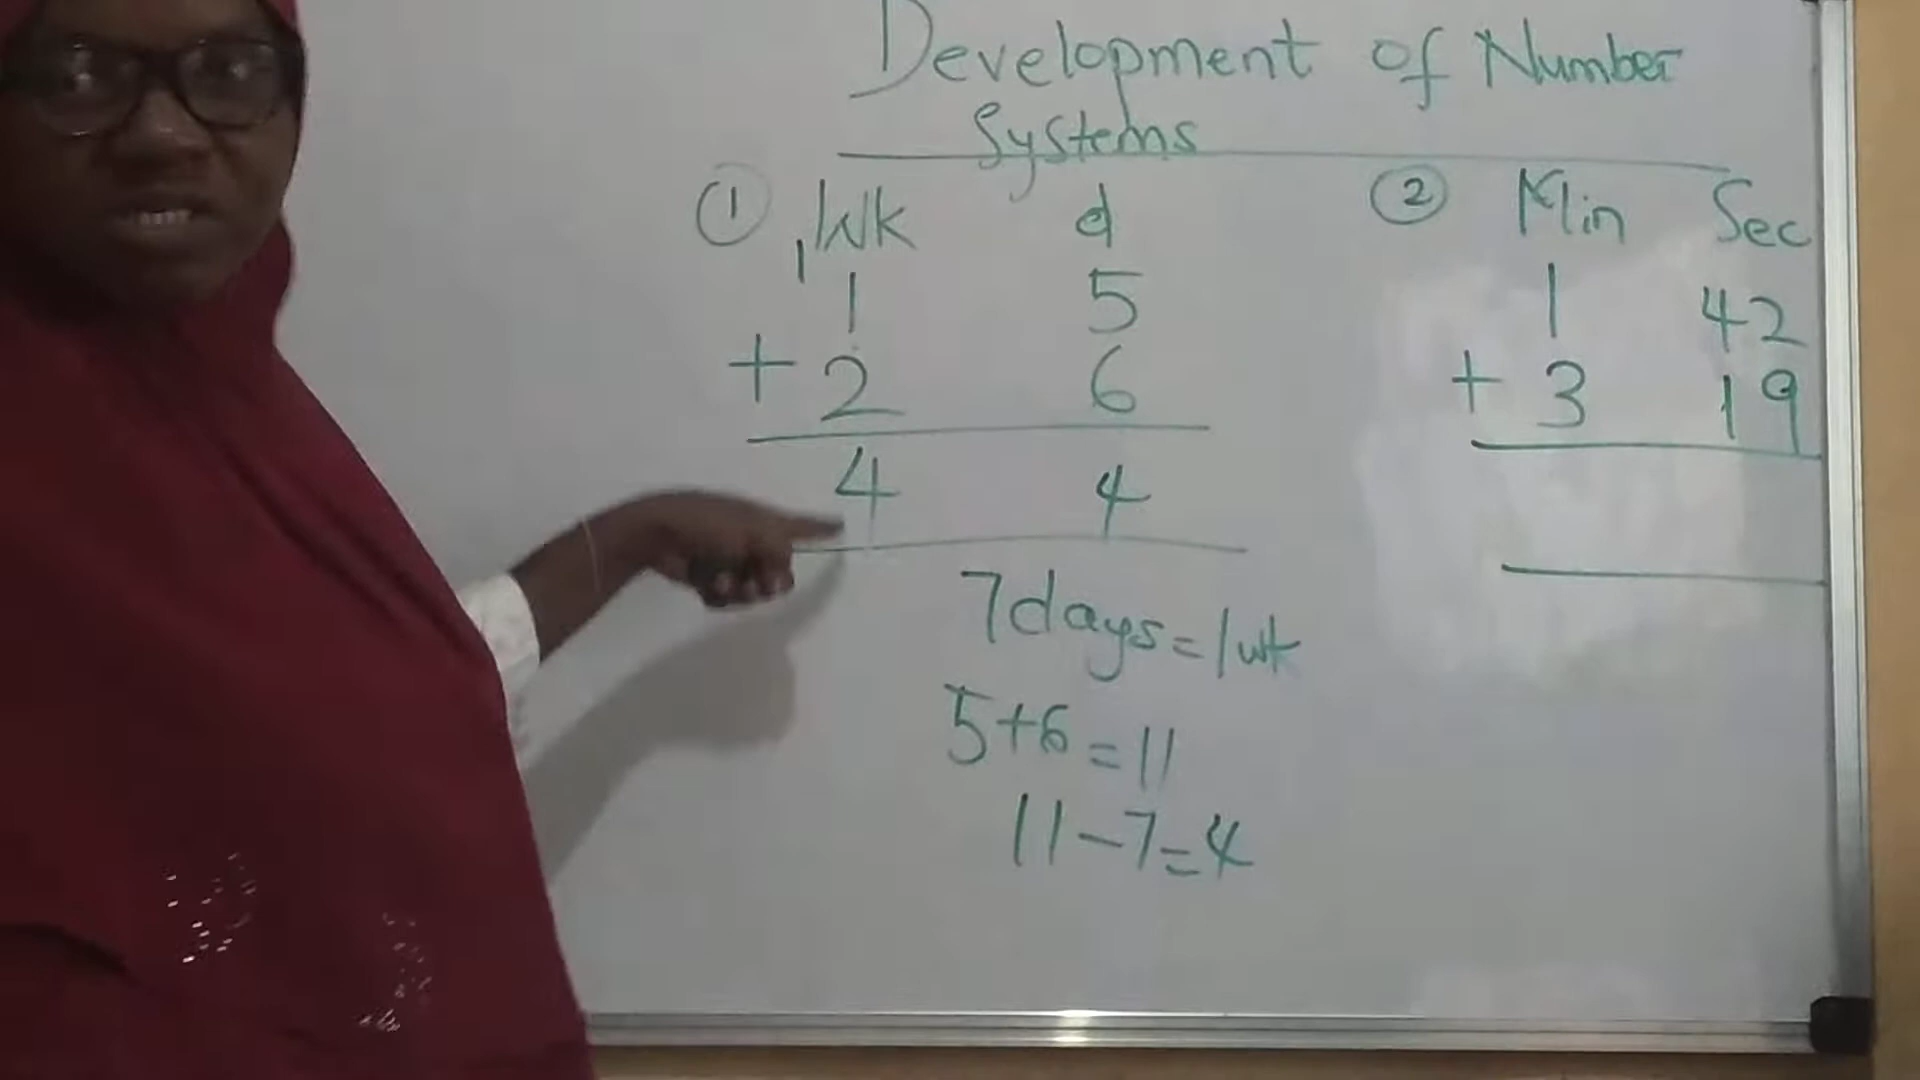 Development of Number
Systems
① Wk d
1
1 5
+ 2 6
4 4
7days = 1wk
5+6 = 11
11-7=4
② Min Sec
1 42
+ 3 19